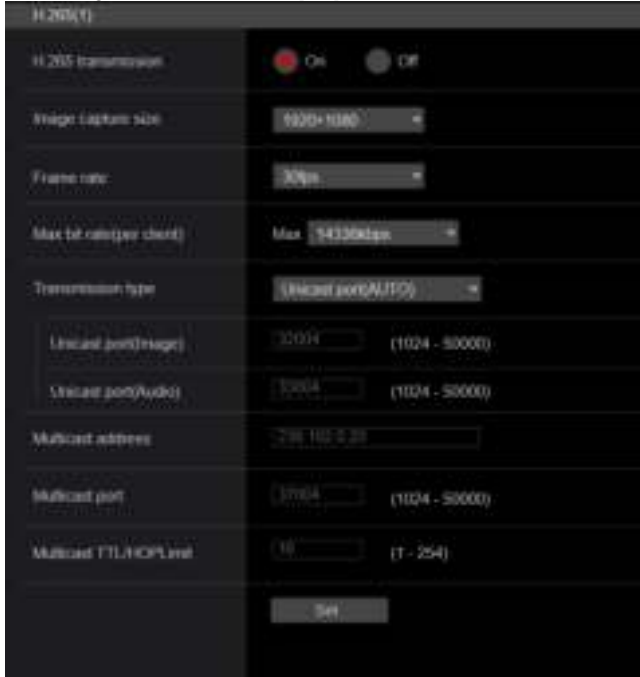 H.265(1)
H.265 transmission On Off
Image capture size 1920×1080
Frame rate 30fps
Max bit rate(per client) Max 14336kbps
Transmission type Unicast port(AUTO)
Unicast port(Image) (1024 - 50000)
Unicast port(Audio) (1024 - 50000)
Multicast address
Multicast port 37004 (1024 - 50000)
Multicast TTL/HOPLimit 16 (1 - 254)
Set